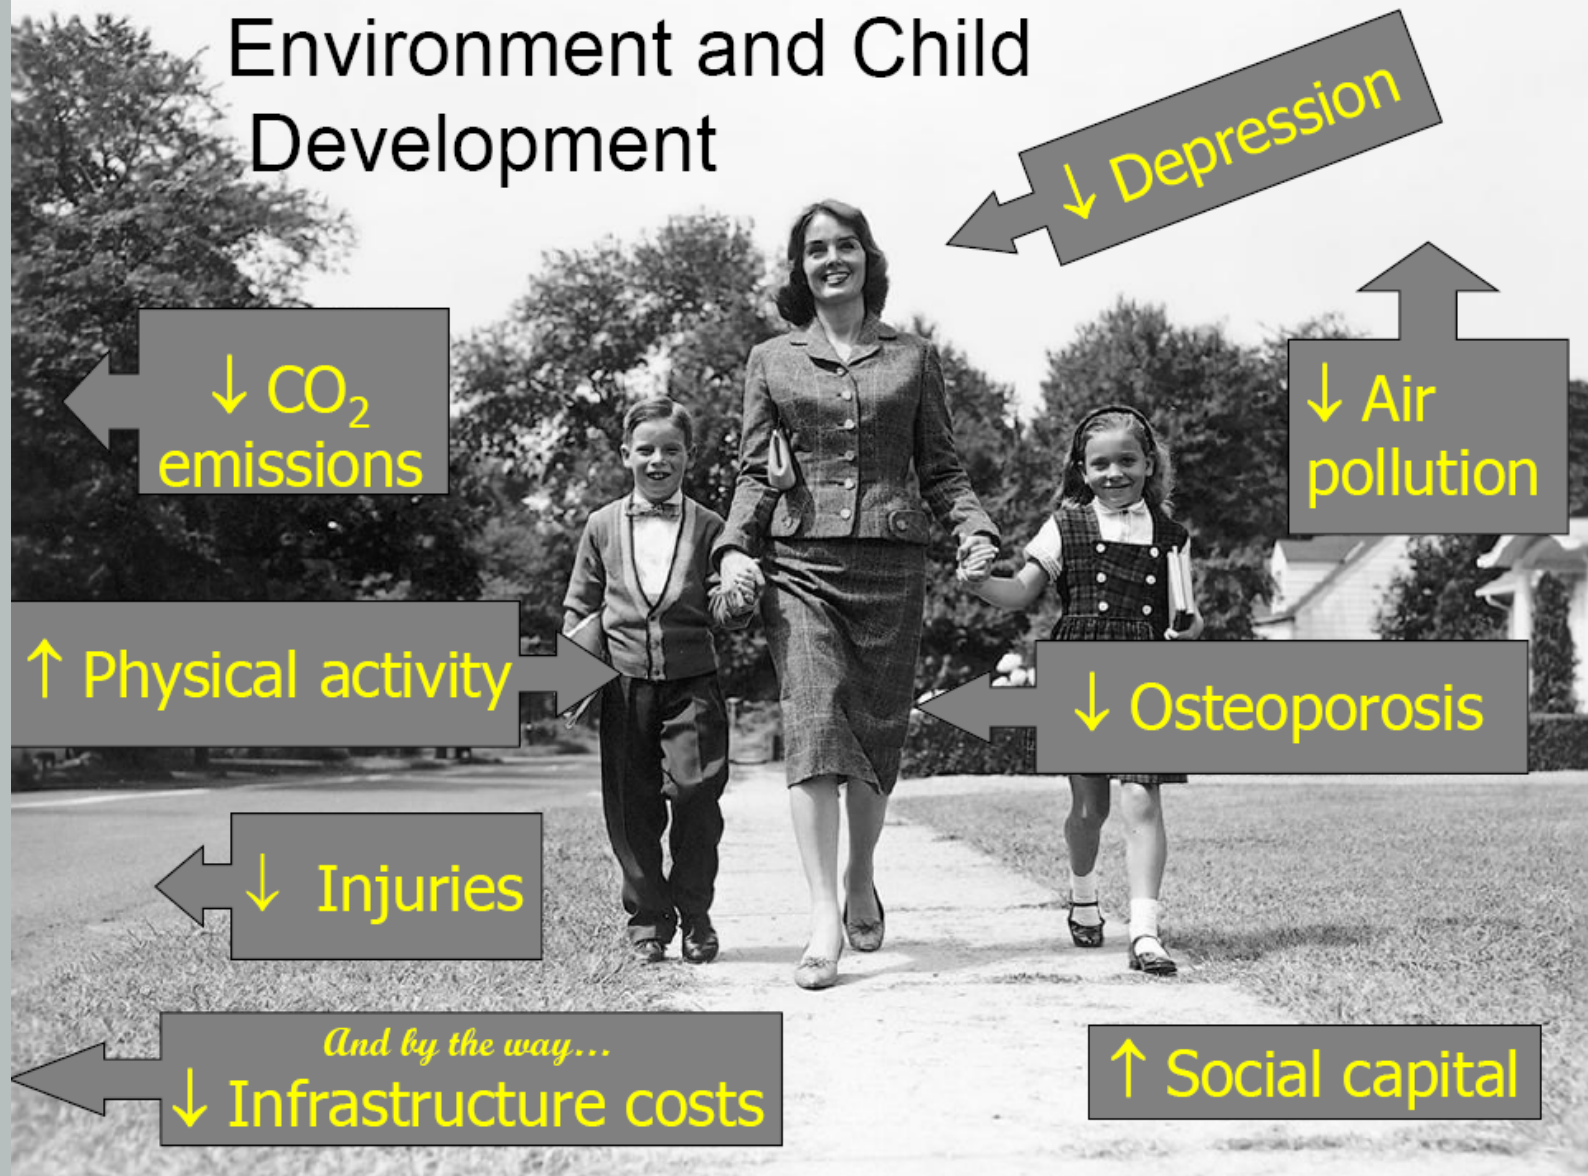 Environment and Child
Development
↓ Depression
↓ CO₂
emissions
↓ Air
pollution
↑ Physical activity
↓ Osteoporosis
↓ Injuries
And by the way...
↓ Infrastructure costs
↑ Social capital